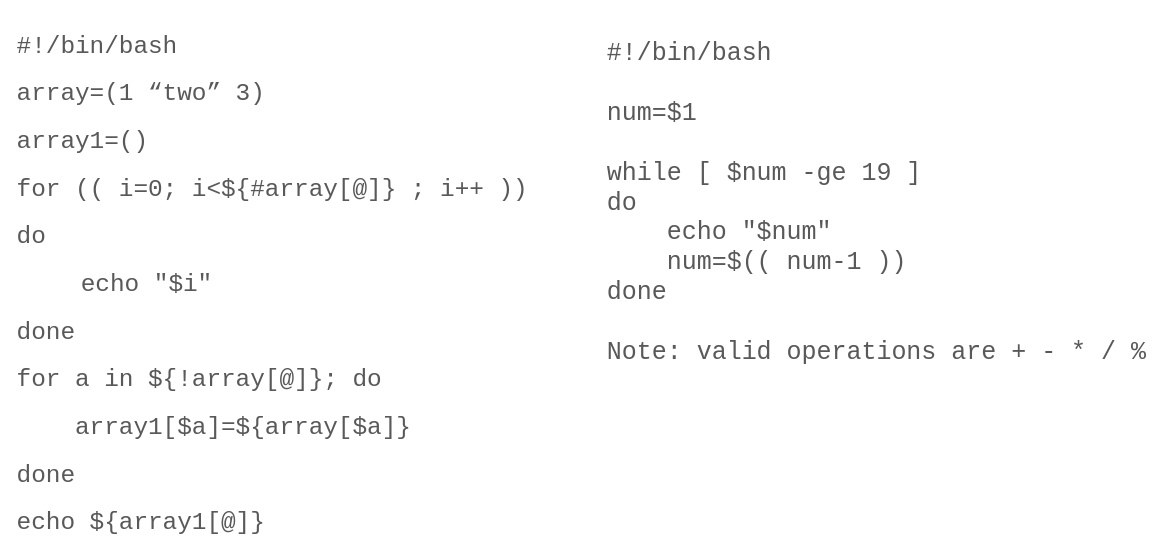 #!/bin/bash
array=(1 “two” 3)
array1=()
for (( i=0; i<${#array[@]} ; i++ ))
do
    echo "$i"
done
for a in ${!array[@]}; do
    array1[$a]=${array[$a]}
done
echo ${array1[@]}
#!/bin/bash
num=$1
while [ $num -ge 19 ]
do
    echo "$num"
    num=$(( num-1 ))
done
Note: valid operations are + - * / %